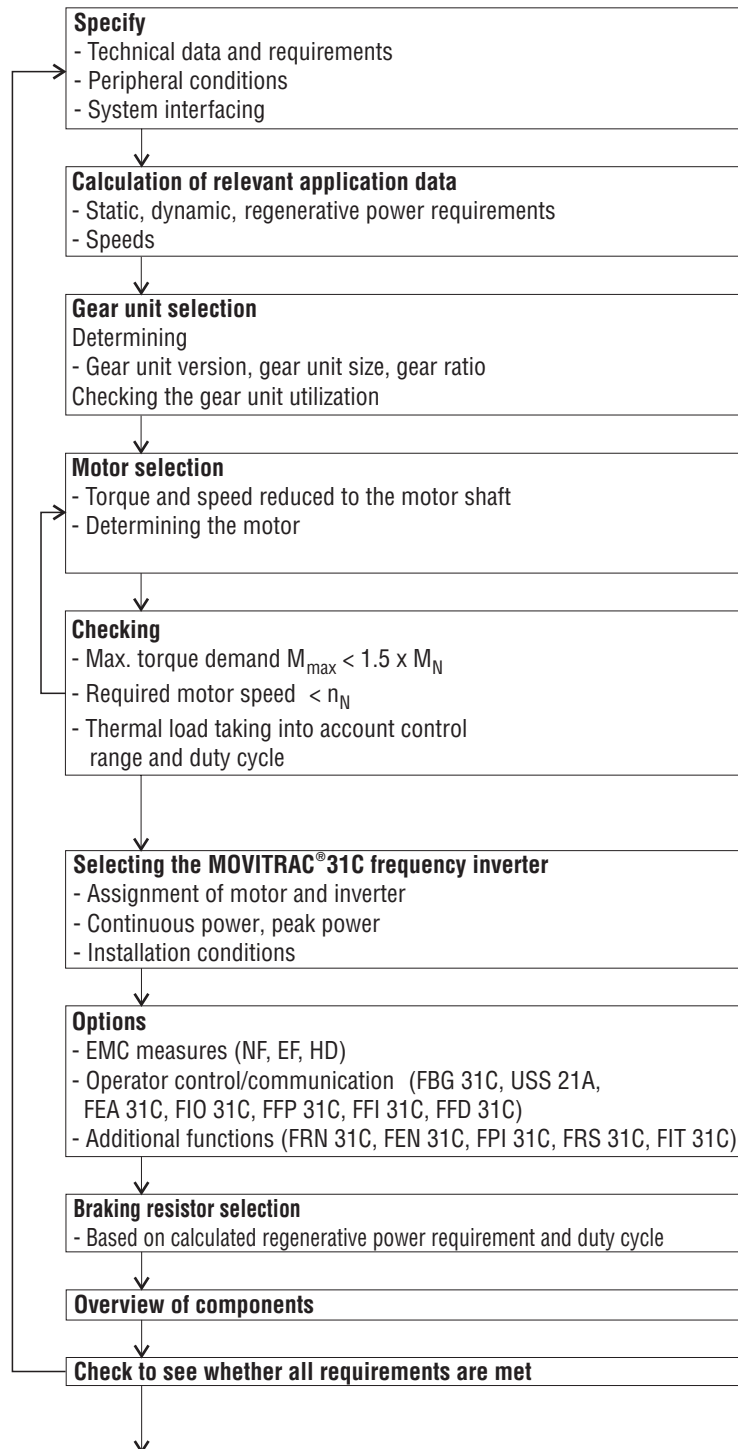 Specify
- Technical data and requirements
- Peripheral conditions
- System interfacing
Calculation of relevant application data
- Static, dynamic, regenerative power requirements
- Speeds
Gear unit selection
Determining
- Gear unit version, gear unit size, gear ratio
Checking the gear unit utilization
Motor selection
- Torque and speed reduced to the motor shaft
- Determining the motor
Checking
- Max. torque demand M_max < 1.5 x M_N
- Required motor speed < n_N
- Thermal load taking into account control
range and duty cycle
Selecting the MOVITRAC®31C frequency inverter
- Assignment of motor and inverter
- Continuous power, peak power
- Installation conditions
Options
- EMC measures (NF, EF, HD)
- Operator control/communication (FBG 31C, USS 21A,
FEA 31C, FIO 31C, FFP 31C, FFI 31C, FFD 31C)
- Additional functions (FRN 31C, FEN 31C, FPI 31C, FRS 31C, FIT 31C)
Braking resistor selection
- Based on calculated regenerative power requirement and duty cycle
Overview of components
Check to see whether all requirements are met